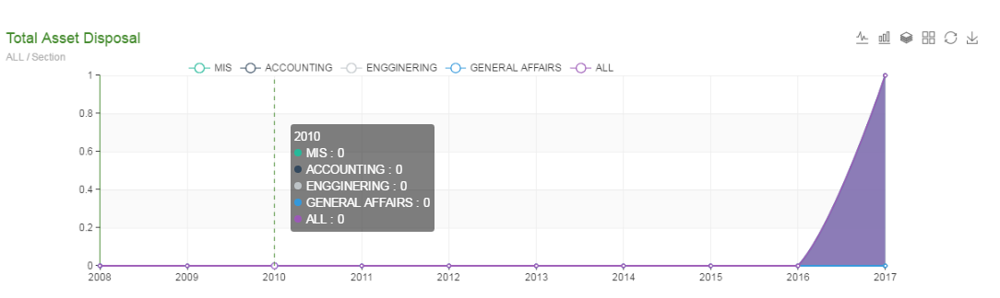 Total Asset Disposal
ALL / Section
MIS ACCOUNTING ENGGINERING GENERAL AFFAIRS ALL
1
0.8
0.6
0.4
0.2
0
2010
MIS : 0
ACCOUNTING : 0
ENGGINERING : 0
GENERAL AFFAIRS : 0
ALL : 0
2008 2009 2010 2011 2012 2013 2014 2015 2016 2017